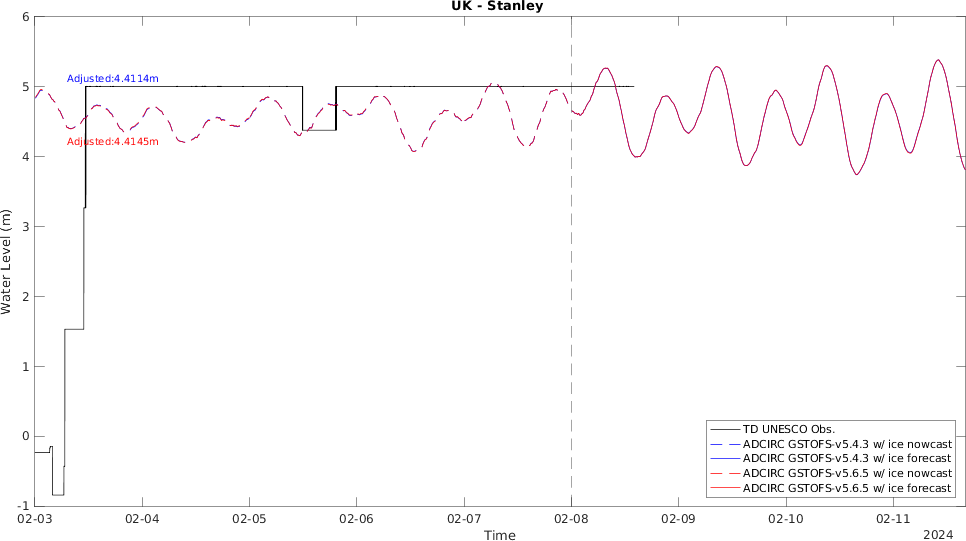 UK - Stanley
6
5
4
3
2
1
0
-1
Water Level (m)
Adjusted:4.4114m
Adjusted:4.4145m
TD UNESCO Obs.
ADCIRC GSTOFS-v5.4.3 w/ ice nowcast
ADCIRC GSTOFS-v5.4.3 w/ ice forecast
ADCIRC GSTOFS-v5.6.5 w/ ice nowcast
ADCIRC GSTOFS-v5.6.5 w/ ice forecast
02-03 02-04 02-05 02-06 02-07 02-08 02-09 02-10 02-11
Time
2024